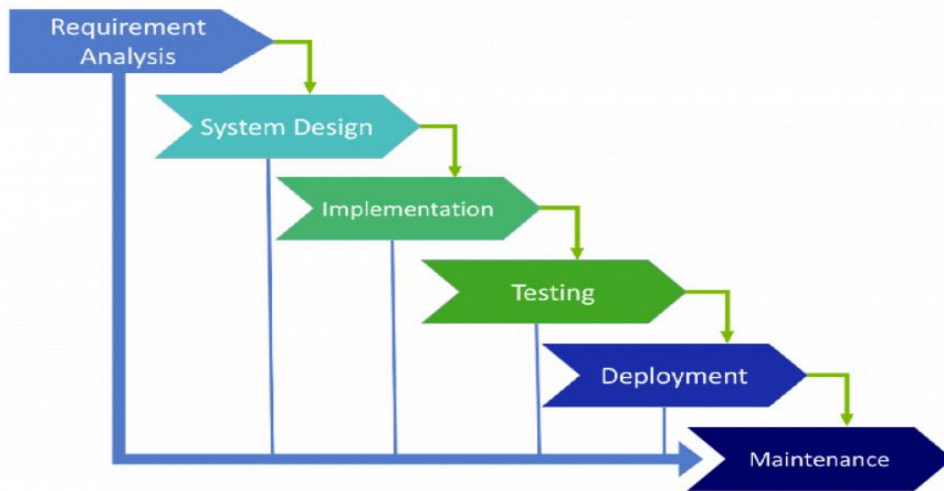 Requirement
Analysis
System Design
Implementation
Testing
Deployment
Maintenance